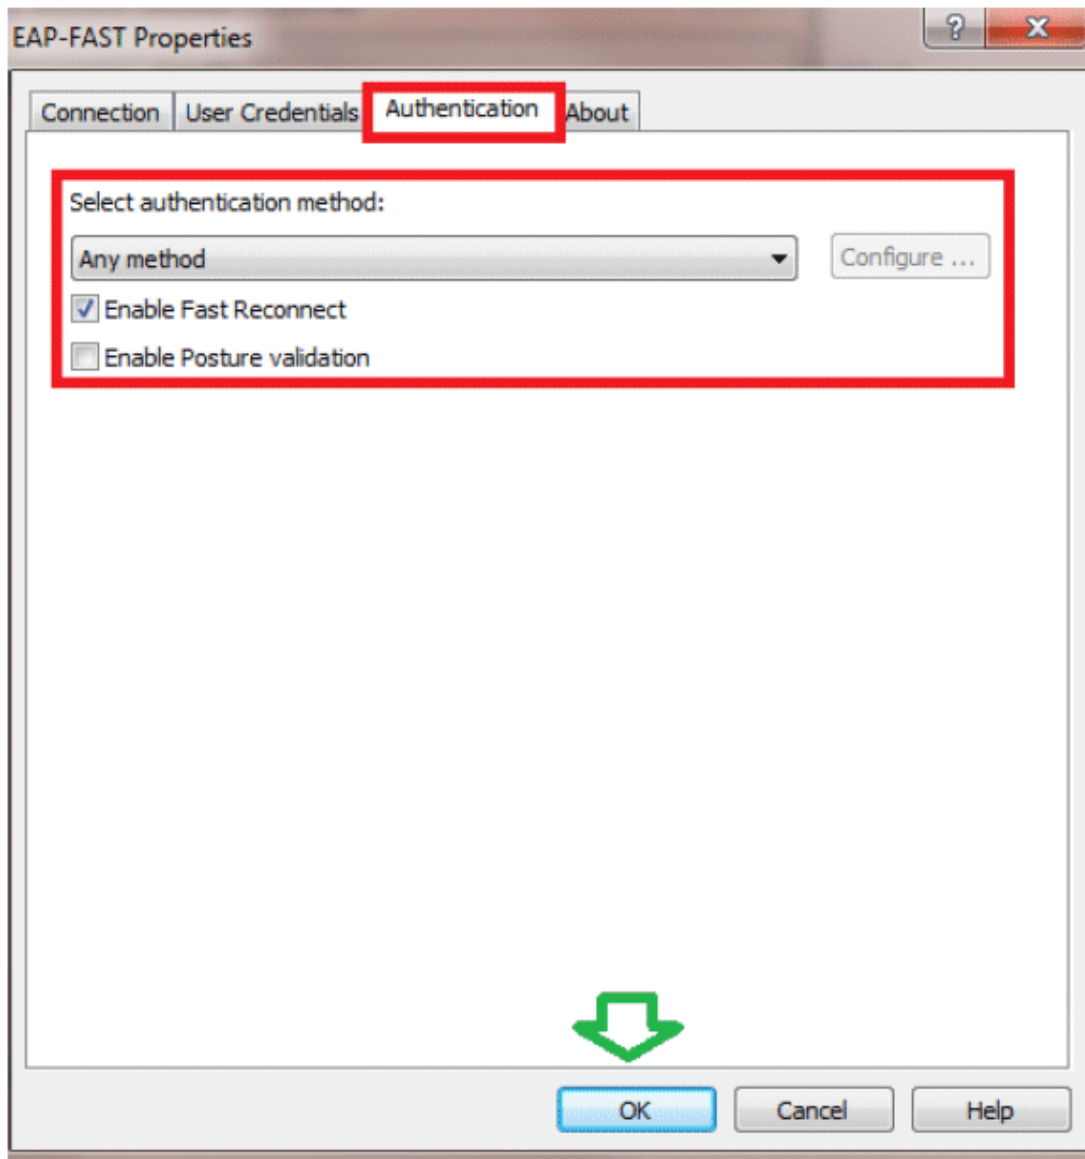 EAP-FAST Properties
?
Connection User Credentials Authentication About
Select authentication method:
Any method Configure ...
Enable Fast Reconnect
Enable Posture validation
OK Cancel Help